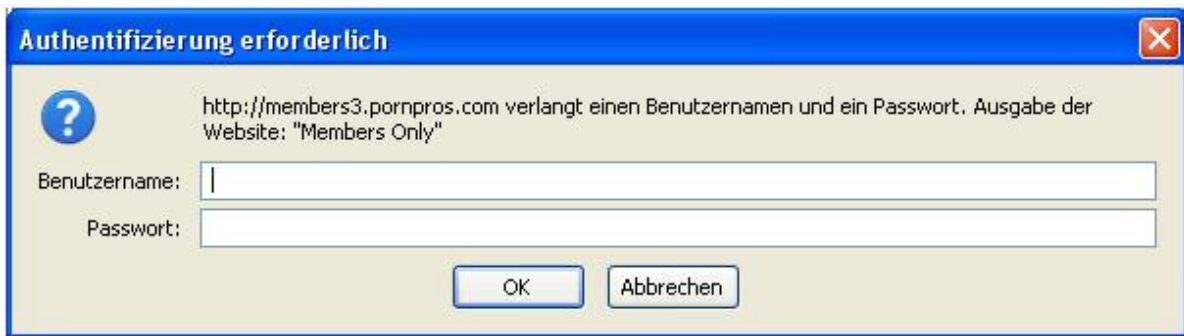 Authentifizierung erforderlich
http://members3.pornpros.com verlangt einen Benutzernamen und ein Passwort. Ausgabe der
Website: "Members Only"
Benutzername:
Passwort:
OK Abbrechen